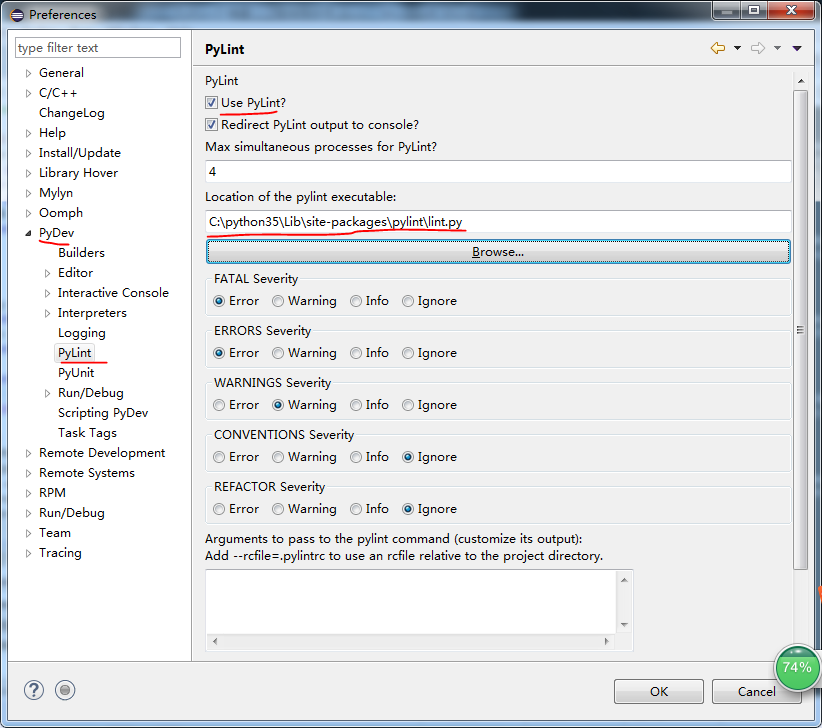 Preferences
type filter text
General
C/C++
ChangeLog
Help
Install/Update
Library Hover
Mylyn
Oomph
PyDev
Builders
Editor
Interactive Console
Interpreters
Logging
PyLint
PyUnit
Run/Debug
Scripting PyDev
Task Tags
Remote Development
Remote Systems
RPM
Run/Debug
Team
Tracing
PyLint
PyLint
Use PyLint?
Redirect PyLint output to console?
Max simultaneous processes for PyLint?
4
Location of the pylint executable:
C:\python35\Lib\site-packages\pylint\lint.py
Browse...
FATAL Severity
Error Warning Info Ignore
ERRORS Severity
Error Warning Info Ignore
WARNINGS Severity
Error Warning Info Ignore
CONVENTIONS Severity
Error Warning Info Ignore
REFACTOR Severity
Error Warning Info Ignore
Arguments to pass to the pylint command (customize its output):
Add --rcfile=.pylintrc to use an rcfile relative to the project directory.
74%
OK Cancel